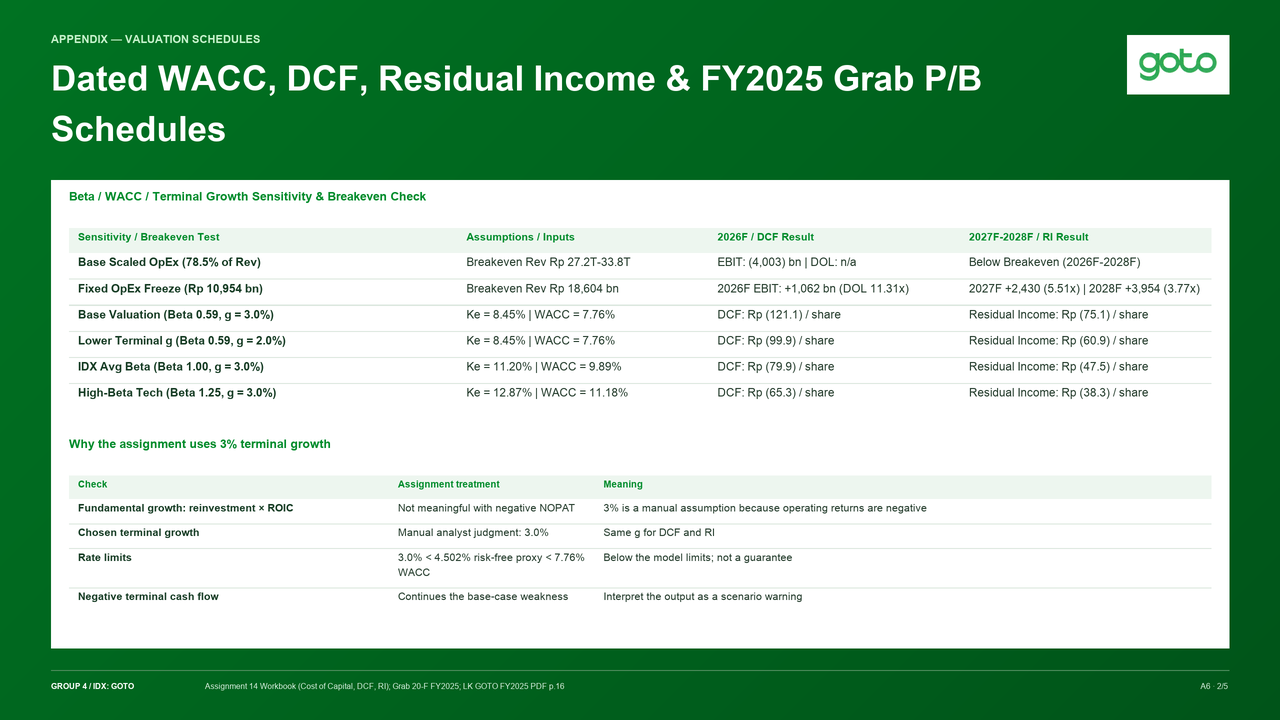 APPENDIX — VALUATION SCHEDULES
Dated WACC, DCF, Residual Income & FY2025 Grab P/B
Schedules
goto
Beta / WACC / Terminal Growth Sensitivity & Breakeven Check
Sensitivity / Breakeven Test Assumptions / Inputs 2026F / DCF Result 2027F-2028F / RI Result
Base Scaled OpEx (78.5% of Rev) Breakeven Rev Rp 27.2T-33.8T EBIT: (4,003) bn | DOL: n/a Below Breakeven (2026F-2028F)
Fixed OpEx Freeze (Rp 10,954 bn) Breakeven Rev Rp 18,604 bn 2026F EBIT: +1,062 bn (DOL 11.31x) 2027F +2,430 (5.51x) | 2028F +3,954 (3.77x)
Base Valuation (Beta 0.59, g = 3.0%) Ke = 8.45% | WACC = 7.76% DCF: Rp (121.1) / share Residual Income: Rp (75.1) / share
Lower Terminal g (Beta 0.59, g = 2.0%) Ke = 8.45% | WACC = 7.76% DCF: Rp (99.9) / share Residual Income: Rp (60.9) / share
IDX Avg Beta (Beta 1.00, g = 3.0%) Ke = 11.20% | WACC = 9.89% DCF: Rp (79.9) / share Residual Income: Rp (47.5) / share
High-Beta Tech (Beta 1.25, g = 3.0%) Ke = 12.87% | WACC = 11.18% DCF: Rp (65.3) / share Residual Income: Rp (38.3) / share
Why the assignment uses 3% terminal growth
Check Assignment treatment Meaning
Fundamental growth: reinvestment × ROIC Not meaningful with negative NOPAT 3% is a manual assumption because operating returns are negative
Chosen terminal growth Manual analyst judgment: 3.0% Same g for DCF and RI
Rate limits 3.0% < 4.502% risk-free proxy < 7.76% Below the model limits; not a guarantee
WACC
Negative terminal cash flow Continues the base-case weakness Interpret the output as a scenario warning
GROUP 4 / IDX: GOTO Assignment 14 Workbook (Cost of Capital, DCF, RI); Grab 20-F FY2025; LK GOTO FY2025 PDF p.16 A6 · 2/5